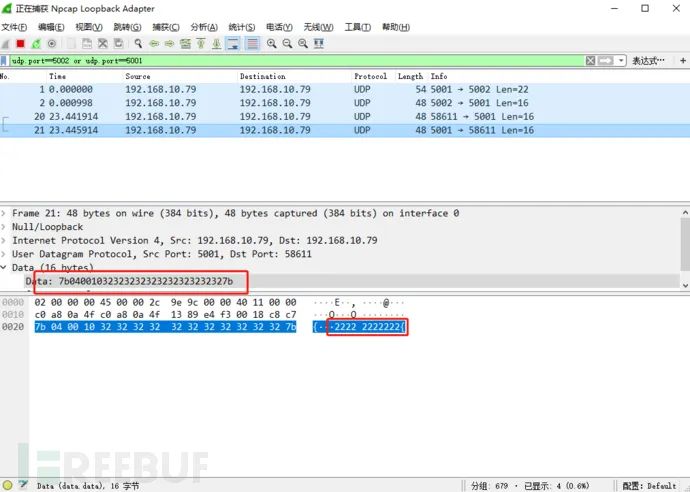 正在捕获 Npcap Loopback Adapter
文件(F) 编辑(E) 视图(V) 跳转(G) 捕获(C) 分析(A) 统计(S) 电话(Y) 无线(W) 工具(T) 帮助(H)
udp.port==5002 or udp.port==5001 表达式…
No. Time Source Destination Protocol Length Info
1 0.000000 192.168.10.79 192.168.10.79 UDP 54 5001 → 5002 Len=22
2 0.000998 192.168.10.79 192.168.10.79 UDP 48 5002 → 5001 Len=16
20 23.441914 192.168.10.79 192.168.10.79 UDP 48 58611 → 5001 Len=16
21 23.445914 192.168.10.79 192.168.10.79 UDP 48 5001 → 58611 Len=16
Frame 21: 48 bytes on wire (384 bits), 48 bytes captured (384 bits) on interface 0
Null/Loopback
Internet Protocol Version 4, Src: 192.168.10.79, Dst: 192.168.10.79
User Datagram Protocol, Src Port: 5001, Dst Port: 58611
Data (16 bytes)
Data: 7b04001032323232323232323232327b
0000 02 00 00 00 45 00 00 2c 9e 9c 00 00 40 11 00 00 ····E··, ····@···
0010 c0 a8 0a 4f c0 a8 0a 4f 13 89 e4 f3 00 18 c8 c7 ···O···O ········
0020 7b 04 00 10 32 32 32 32 32 32 32 32 32 32 32 7b {···2222 2222222{
REEBUF
Data (data.data), 16 字节 分组: 679 · 已显示: 4 (0.6%) 配置: Default